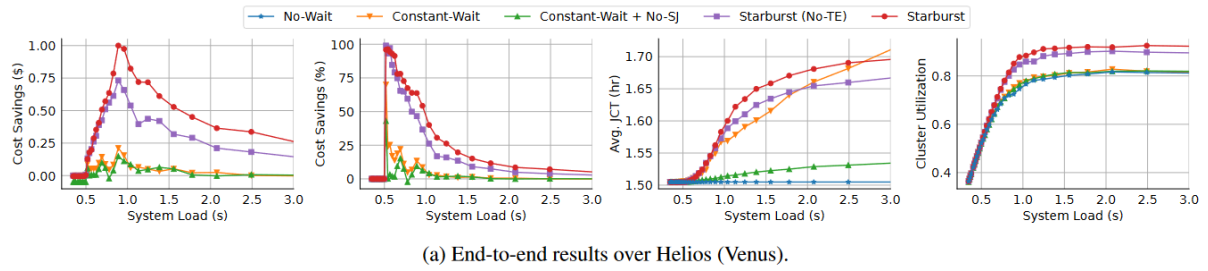 No-Wait Constant-Wait Constant-Wait + No-SJ Starburst (No-TE) Starburst
Cost Savings ($)
1.00
0.75
0.50
0.25
0.00
0.5 1.0 1.5 2.0 2.5 3.0
System Load (s)
Cost Savings (%)
100
75
50
25
0
0.5 1.0 1.5 2.0 2.5 3.0
System Load (s)
Avg. JCT (hr)
1.70
1.65
1.60
1.55
1.50
0.5 1.0 1.5 2.0 2.5 3.0
System Load (s)
Cluster Utilization
0.8
0.6
0.4
0.5 1.0 1.5 2.0 2.5 3.0
System Load (s)
(a) End-to-end results over Helios (Venus).